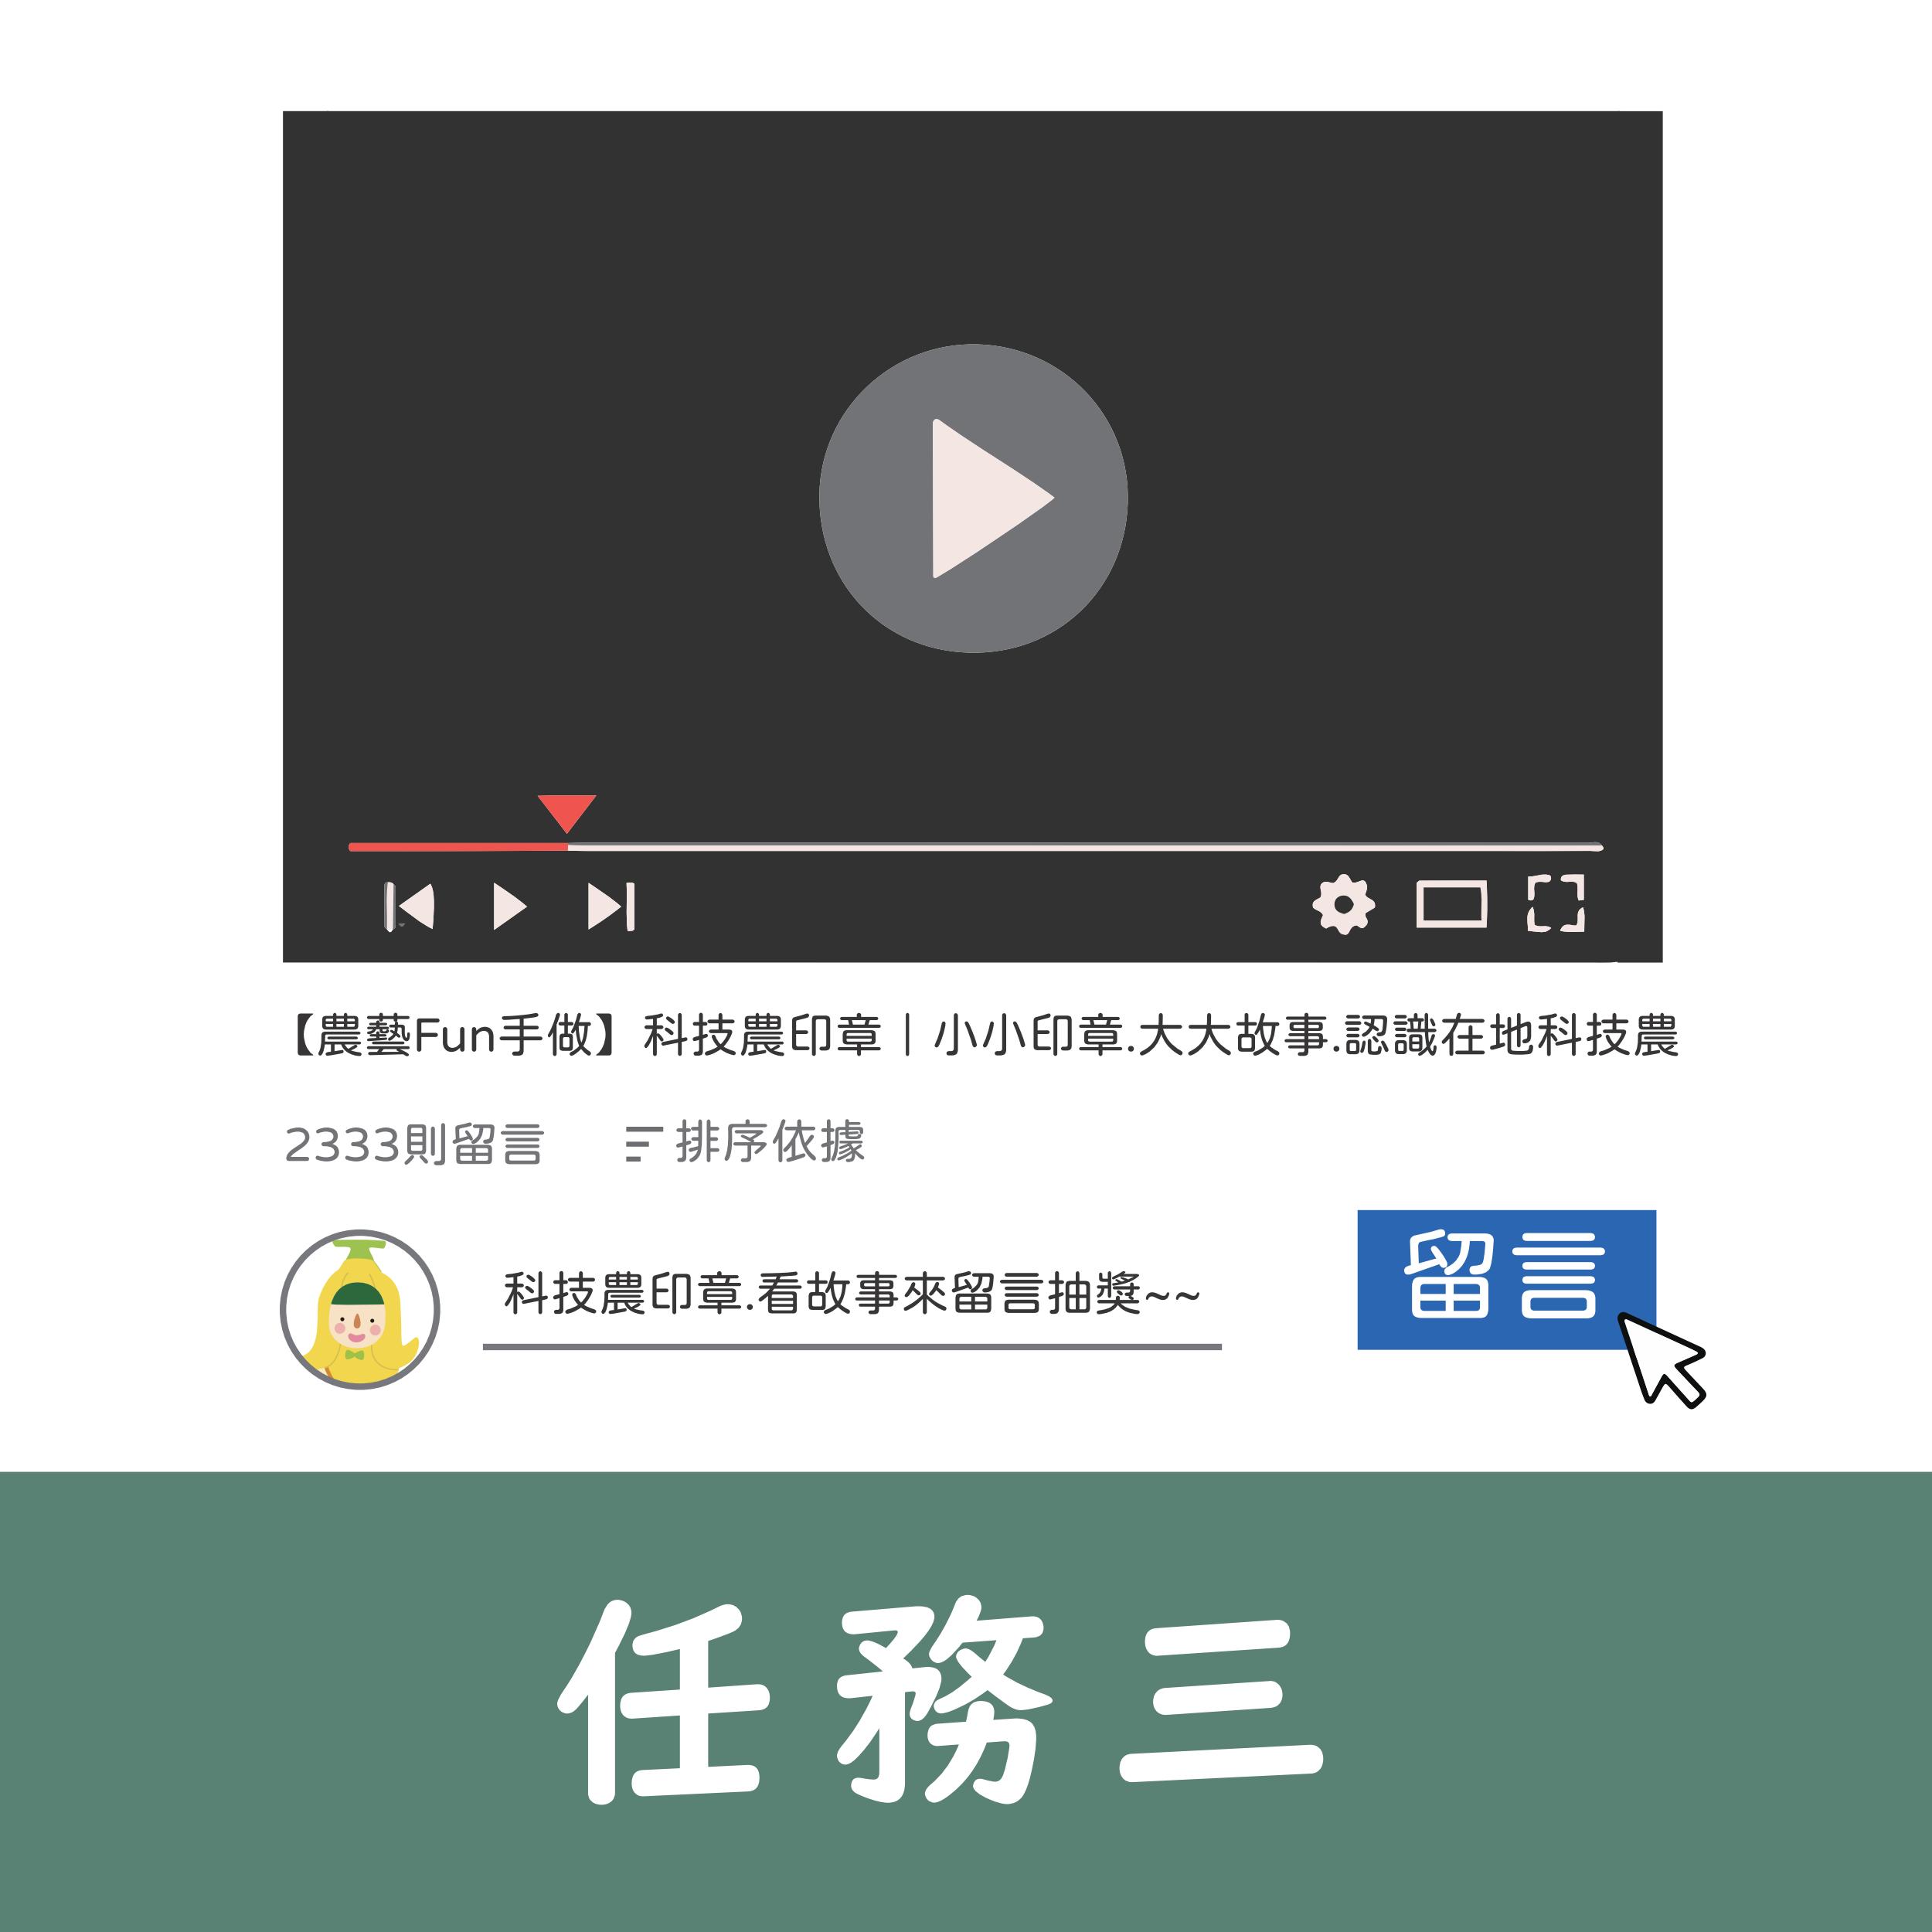 【農藝Fun手做】科技農印章｜小小印章.大大故事.認識在地科技農
2333則留言
排序依據
科技農印章看故事來留言抽獎~~
留言
任務三